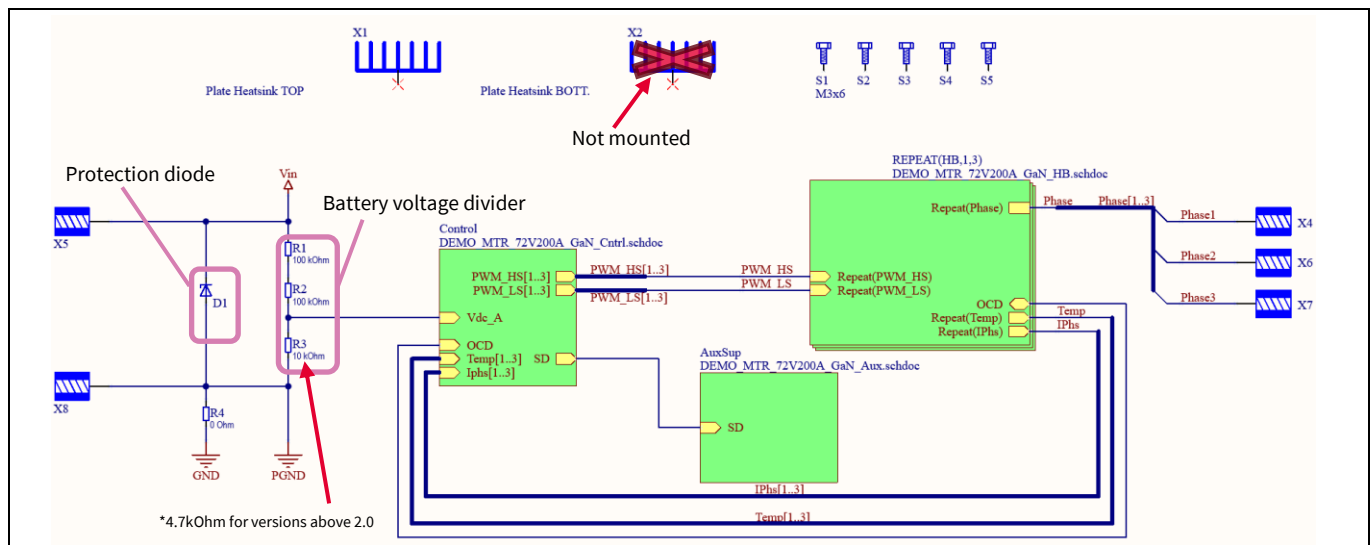 X1
X2
Plate Heatsink TOP
Plate Heatsink BOTT.
S1
S2
S3
S4
S5
M3x6
Not mounted
REPEAT(HB,1,3)
DEMO_MTR_72V200A_GaN_HB.schdoc
Protection diode
Vin
Battery voltage divider
Repeat(Phase)
Phase
Phase[1..3]
Phase1
X4
X5
R1
100 kOhm
Control
DEMO_MTR_72V200A_GaN_Cntrl.schdoc
PWM_HS[1..3]
PWM_HS[1..3]
PWM_HS
Repeat(PWM_HS)
Phase2
X6
PWM_LS[1..3]
PWM_LS[1..3]
PWM_LS
Repeat(PWM_LS)
D1
R2
100 kOhm
OCD
Phase3
X7
Vdc_A
Repeat(Temp)
Temp
Repeat(IPhs)
IPhs
R3
10 kOhm
OCD
Temp[1..3]
SD
Iphs[1..3]
AuxSup
DEMO_MTR_72V200A_GaN_Aux.schdoc
X8
R4
0 Ohm
SD
GND
PGND
IPhs[1..3]
*4.7kOhm for versions above 2.0
Temp[1..3]